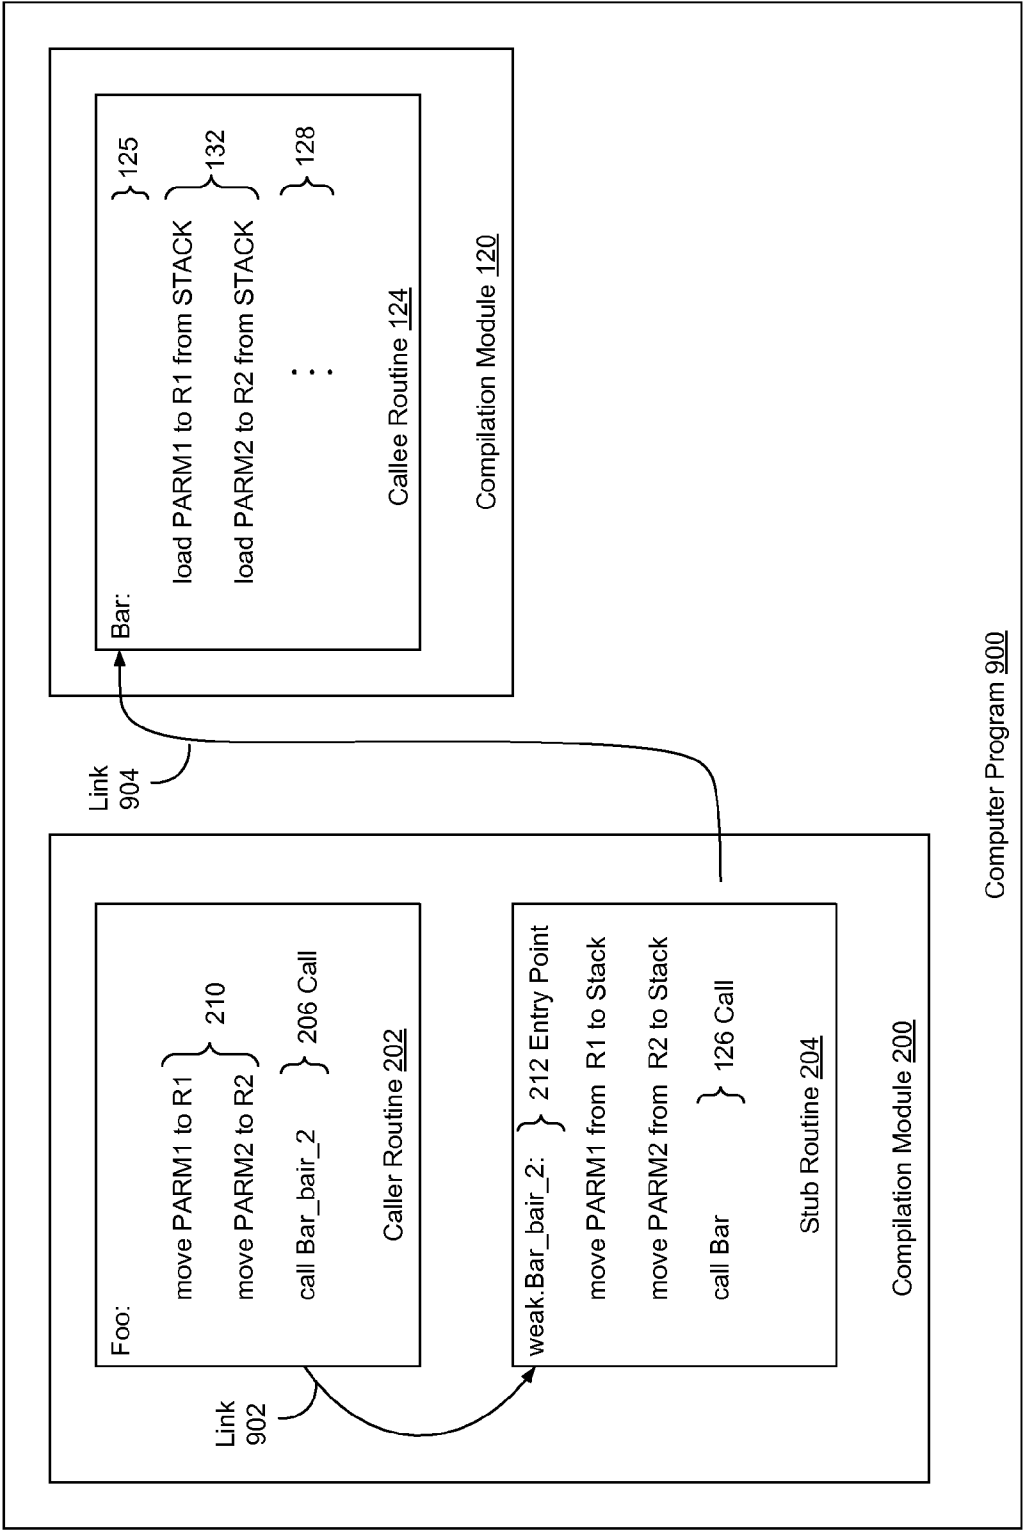 Foo:
move PARM1 to R1
move PARM2 to R2
210
call Bar_bair_2
206 Call
Caller Routine 202
Link
902
weak.Bar_bair_2:
212 Entry Point
move PARM1 from R1 to Stack
move PARM2 from R2 to Stack
call Bar
126 Call
Stub Routine 204
Compilation Module 200
Link
904
Bar:
125
load PARM1 to R1 from STACK
load PARM2 to R2 from STACK
132
. . .
128
Callee Routine 124
Compilation Module 120
Computer Program 900